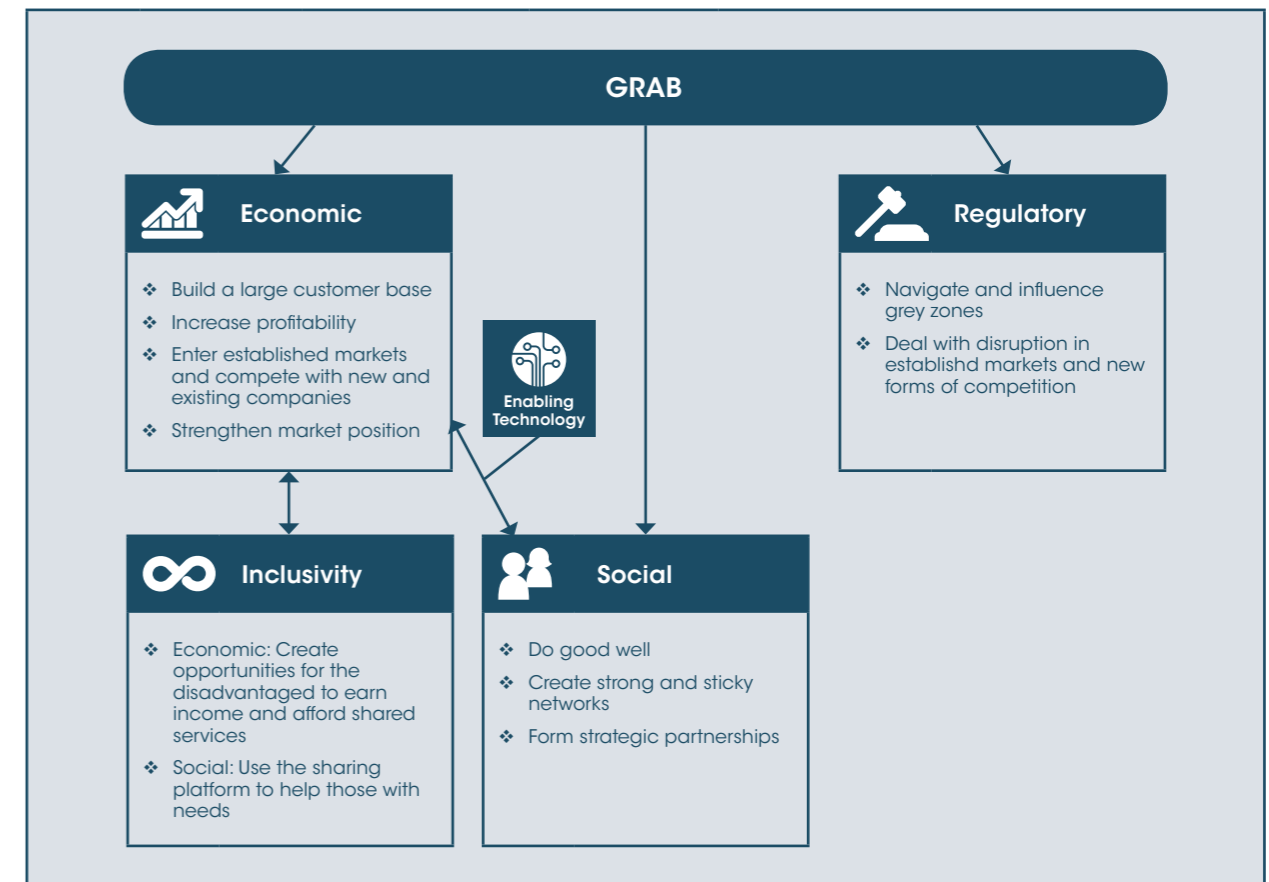 GRAB
Economic
❖ Build a large customer base
❖ Increase profitability
❖ Enter established markets
and compete with new and
existing companies
❖ Strengthen market position
Regulatory
❖ Navigate and influence
grey zones
❖ Deal with disruption in
establishd markets and new
forms of competition
Enabling
Technology
Inclusivity
❖ Economic: Create
opportunities for the
disadvantaged to earn
income and afford shared
services
❖ Social: Use the sharing
platform to help those with
needs
Social
❖ Do good well
❖ Create strong and sticky
networks
❖ Form strategic partnerships